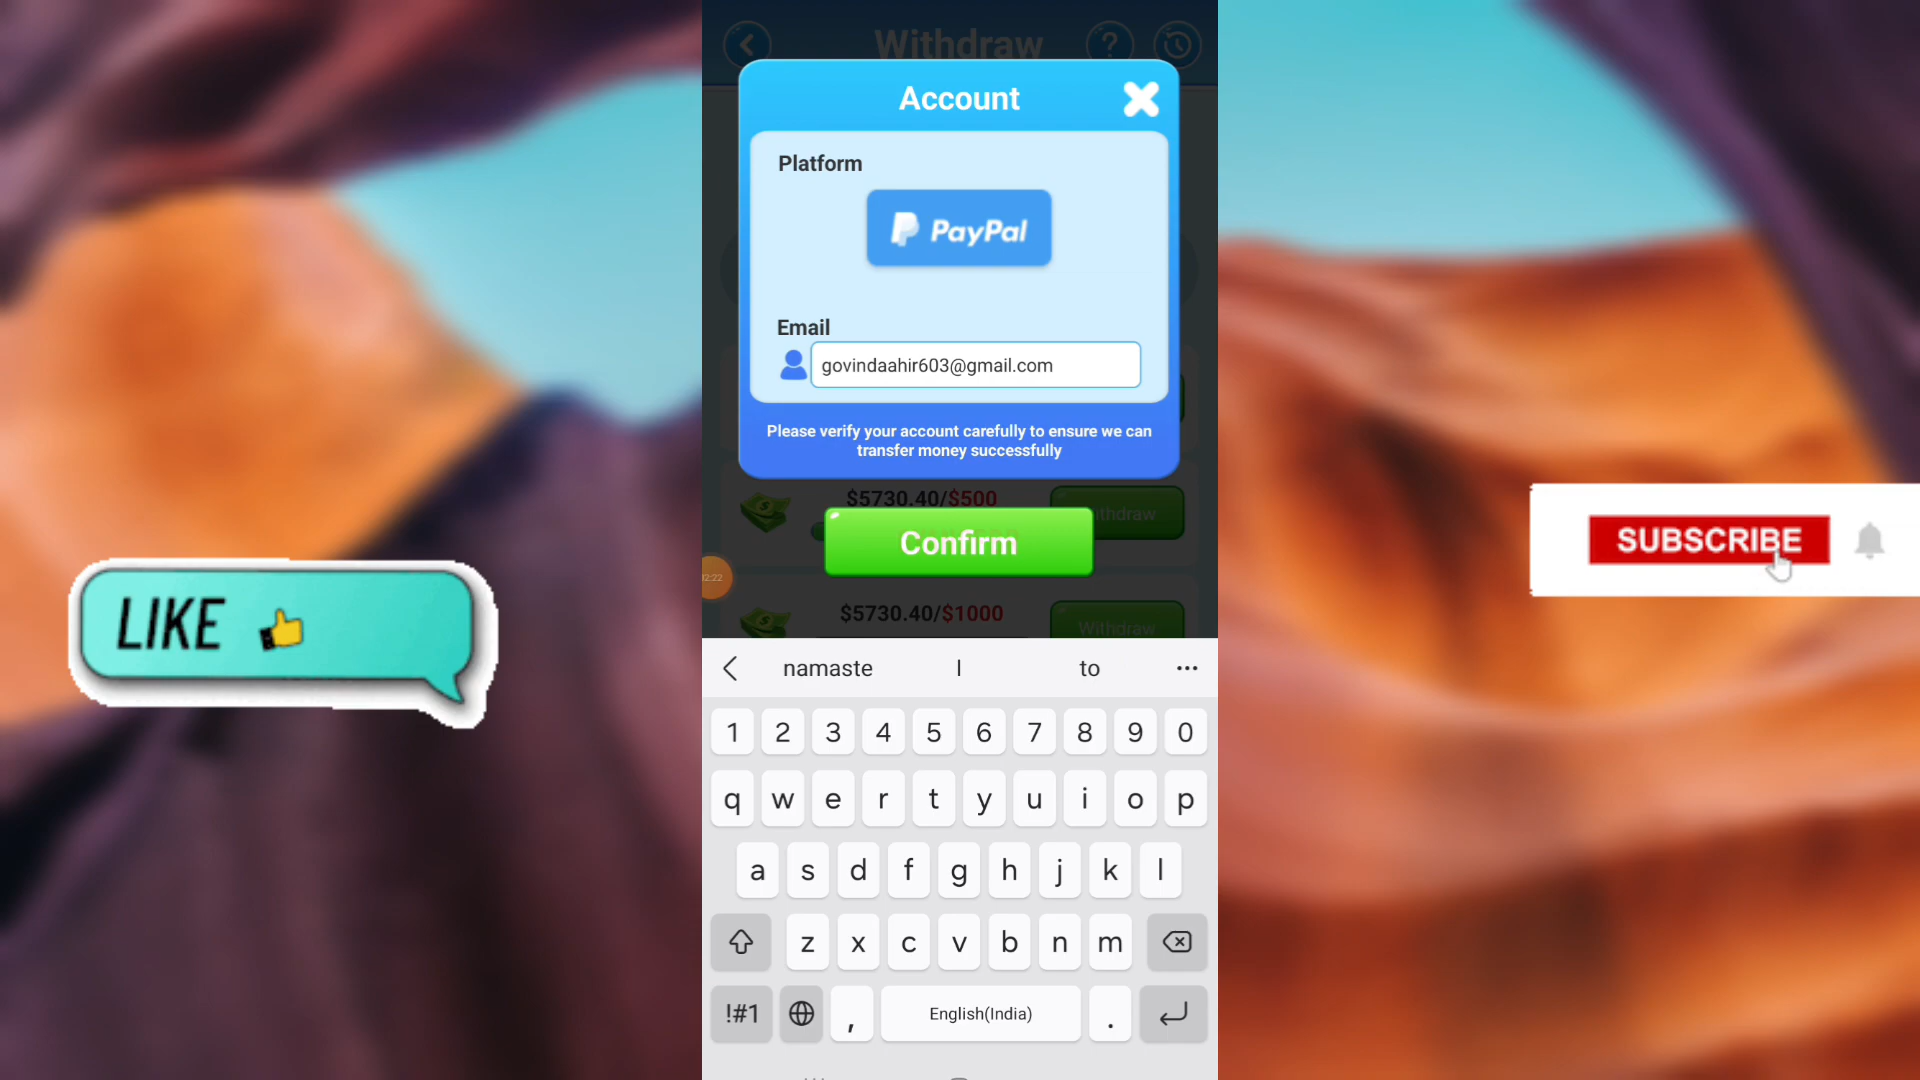 Withdraw
?
Account
Platform
PayPal
Email
govindaahir603@gmail.com
Please verify your account carefully to ensure we can
transfer money successfully
$5730.40/$500
Confirm
$5730.40/$1000
Withdraw
LIKE
SUBSCRIBE
namaste I to
1 2 3 4 5 6 7 8 9 0
q w e r t y u i o p
a s d f g h j k l
z x c v b n m
!#1 , English(India) .